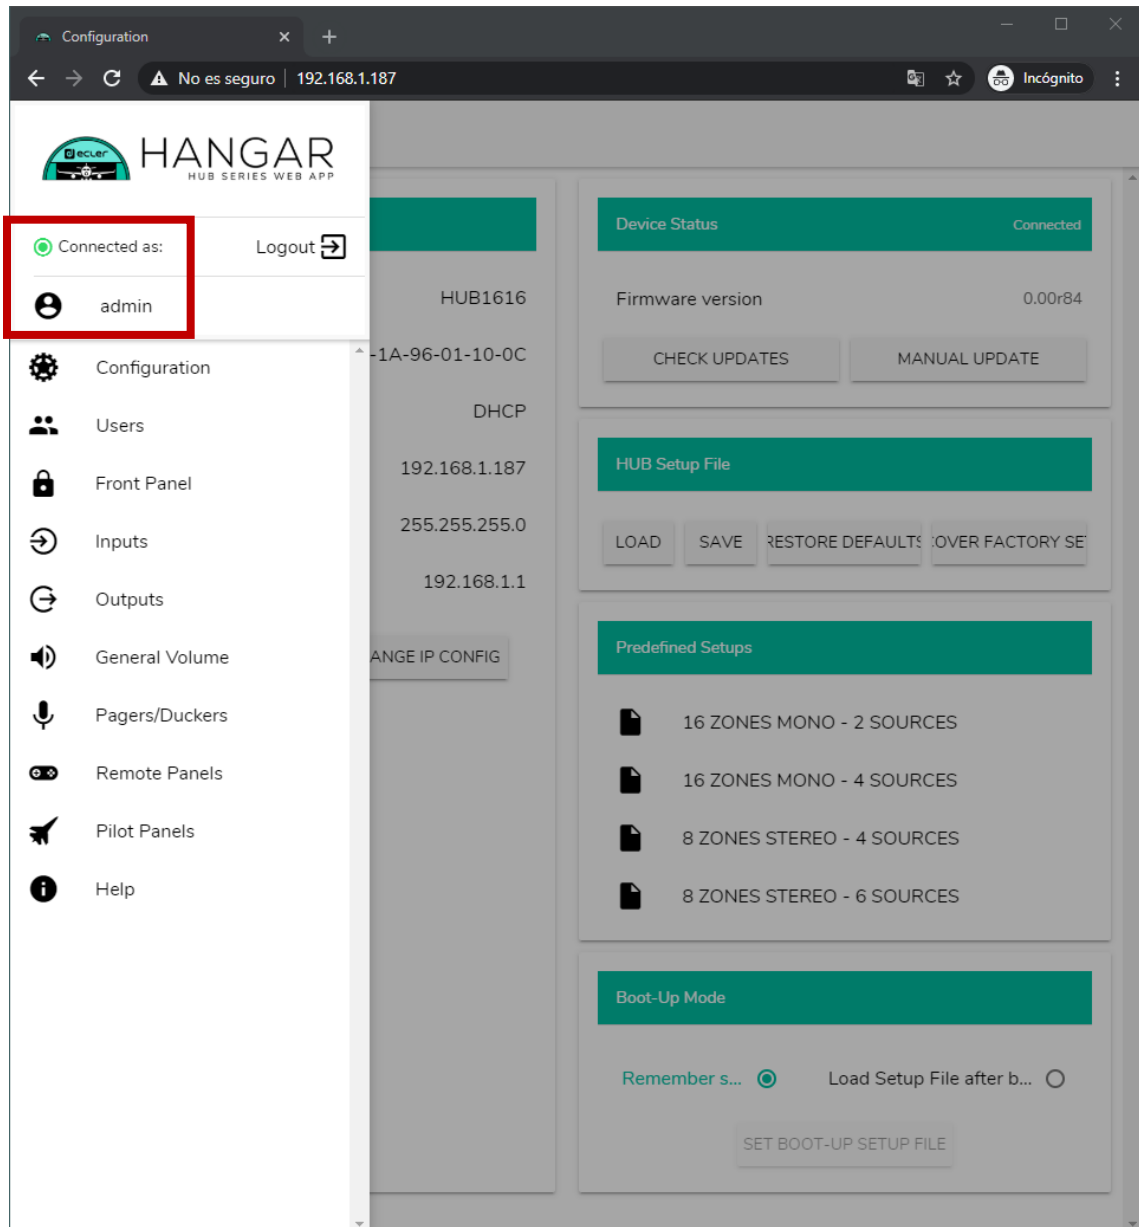 Configuration
No es seguro
192.168.1.187
Incógnito
ecler
HANGAR
HUB SERIES WEB APP
Connected as:
Logout
admin
Configuration
Users
Front Panel
Inputs
Outputs
General Volume
Pagers/Duckers
Remote Panels
Pilot Panels
Help
HUB1616
-1A-96-01-10-0C
DHCP
192.168.1.187
255.255.255.0
192.168.1.1
ANGE IP CONFIG
Device Status
Connected
Firmware version
0.00r84
CHECK UPDATES
MANUAL UPDATE
HUB Setup File
LOAD
SAVE
RESTORE DEFAULTS
OVER FACTORY SE
Predefined Setups
16 ZONES MONO - 2 SOURCES
16 ZONES MONO - 4 SOURCES
8 ZONES STEREO - 4 SOURCES
8 ZONES STEREO - 6 SOURCES
Boot-Up Mode
Remember s...
Load Setup File after b...
SET BOOT-UP SETUP FILE